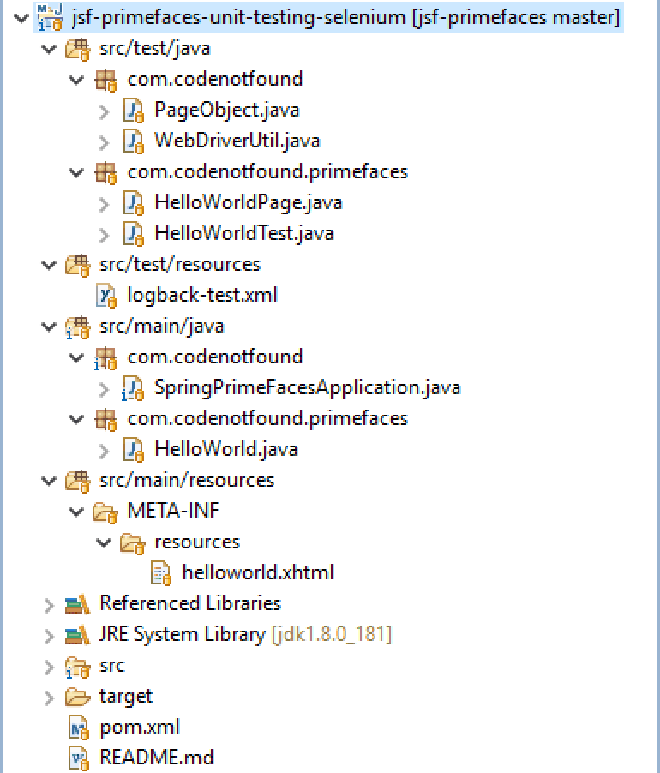 jsf-primefaces-unit-testing-selenium [jsf-primefaces master]
src/test/java
com.codenotfound
PageObject.java
WebDriverUtil.java
com.codenotfound.primefaces
HelloWorldPage.java
HelloWorldTest.java
src/test/resources
logback-test.xml
src/main/java
com.codenotfound
SpringPrimeFacesApplication.java
com.codenotfound.primefaces
HelloWorld.java
src/main/resources
META-INF
resources
helloworld.xhtml
Referenced Libraries
JRE System Library [jdk1.8.0_181]
src
target
pom.xml
README.md